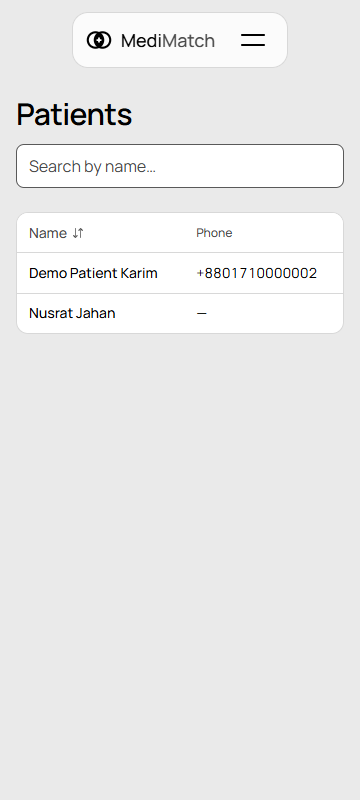 MediMatch
Patients
Search by name...
Name Phone
Demo Patient Karim +8801710000002
Nusrat Jahan —